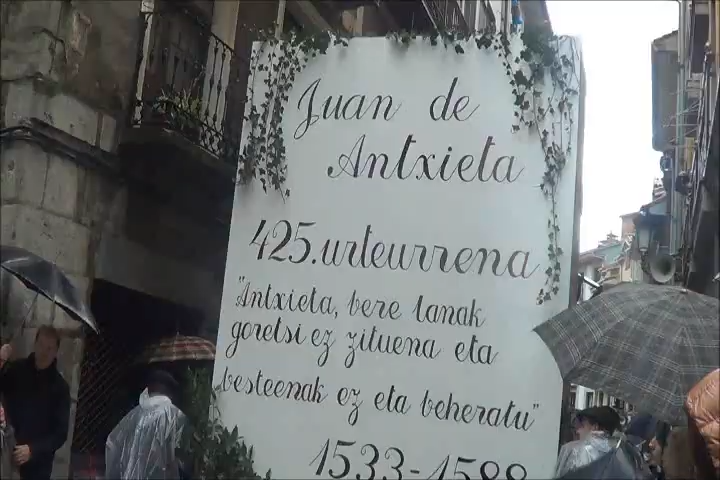 Juan de
Antxieta
425.urteurrena
"Antxieta, bere lanak
goretsi ez zituena eta
besteenak ez eta beheratu"
1533-1588